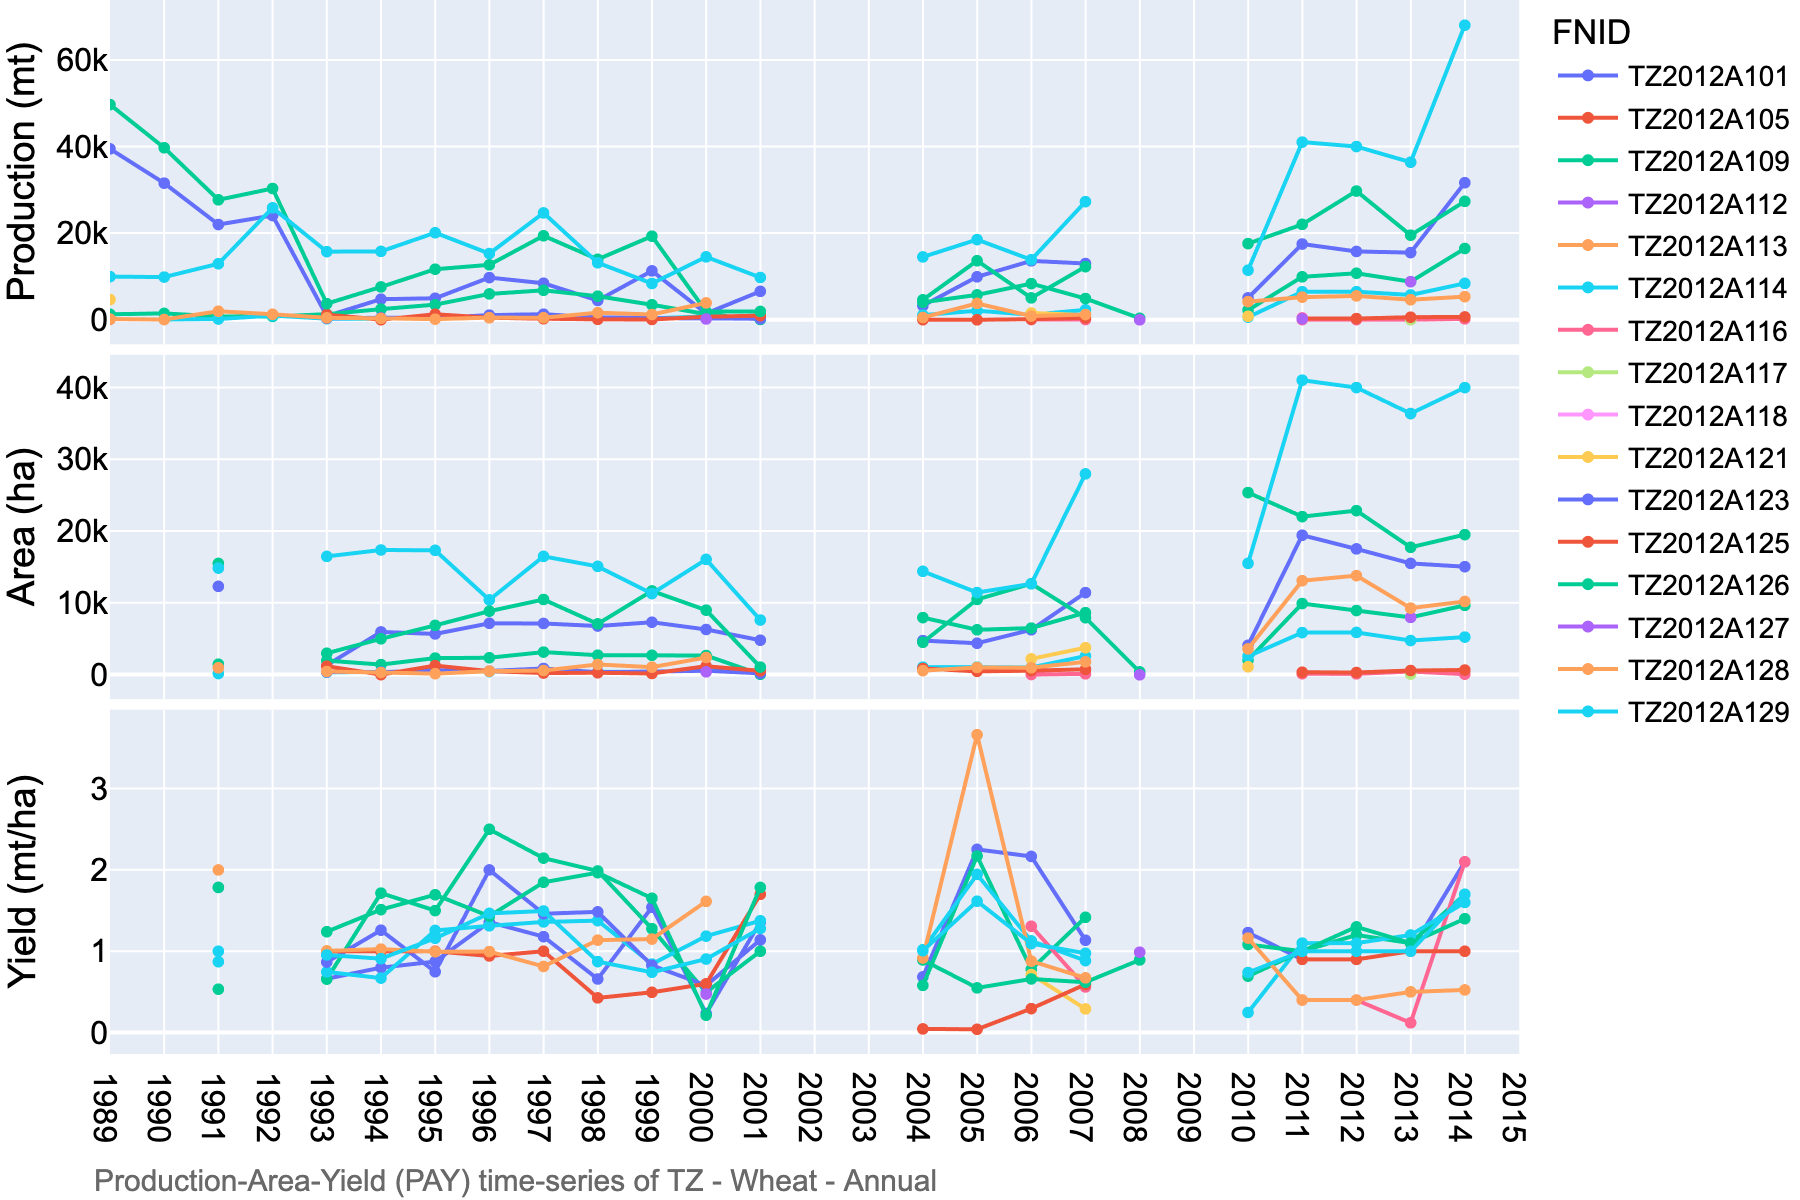 Production (mt)
60k
40k
20k
0
Area (ha)
40k
30k
20k
10k
0
Yield (mt/ha)
3
2
1
0
1989
1990
1991
1992
1993
1994
1995
1996
1997
1998
1999
2000
2001
2002
2003
2004
2005
2006
2007
2008
2009
2010
2011
2012
2013
2014
2015
FNID
TZ2012A101
TZ2012A105
TZ2012A109
TZ2012A112
TZ2012A113
TZ2012A114
TZ2012A116
TZ2012A117
TZ2012A118
TZ2012A121
TZ2012A123
TZ2012A125
TZ2012A126
TZ2012A127
TZ2012A128
TZ2012A129
Production-Area-Yield (PAY) time-series of TZ - Wheat - Annual